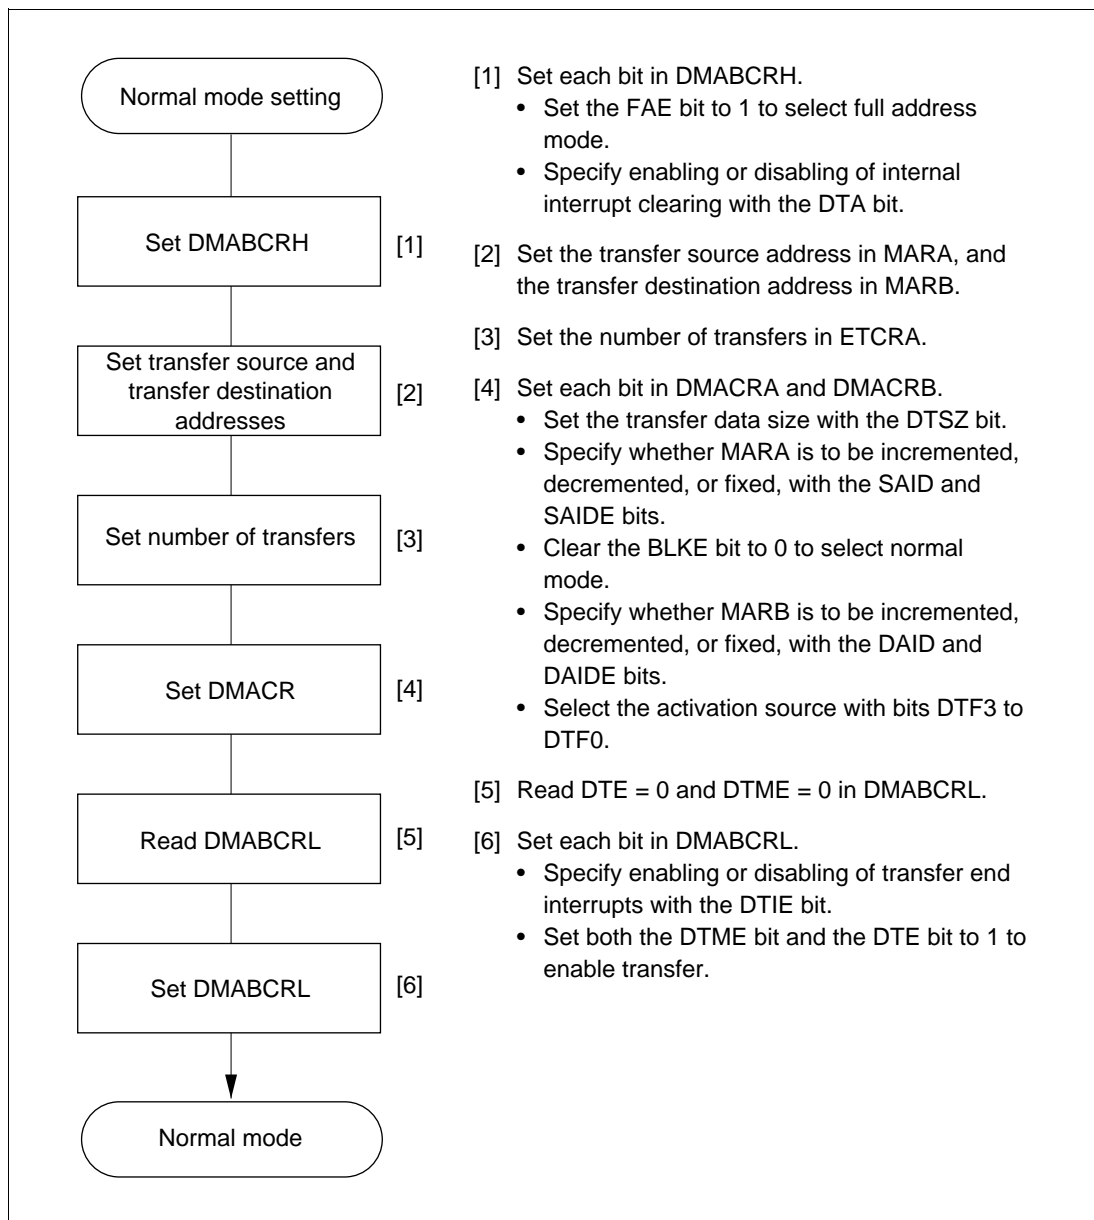 Normal mode setting
Set DMABCRH [1]
Set transfer source and
transfer destination
addresses
[2]
Set number of transfers [3]
Set DMACR [4]
Read DMABCRL [5]
Set DMABCRL [6]
Normal mode
[1] Set each bit in DMABCRH.
• Set the FAE bit to 1 to select full address
mode.
• Specify enabling or disabling of internal
interrupt clearing with the DTA bit.
[2] Set the transfer source address in MARA, and
the transfer destination address in MARB.
[3] Set the number of transfers in ETCRA.
[4] Set each bit in DMACRA and DMACRB.
• Set the transfer data size with the DTSZ bit.
• Specify whether MARA is to be incremented,
decremented, or fixed, with the SAID and
SAIDE bits.
• Clear the BLKE bit to 0 to select normal
mode.
• Specify whether MARB is to be incremented,
decremented, or fixed, with the DAID and
DAIDE bits.
• Select the activation source with bits DTF3 to
DTF0.
[5] Read DTE = 0 and DTME = 0 in DMABCRL.
[6] Set each bit in DMABCRL.
• Specify enabling or disabling of transfer end
interrupts with the DTIE bit.
• Set both the DTME bit and the DTE bit to 1 to
enable transfer.